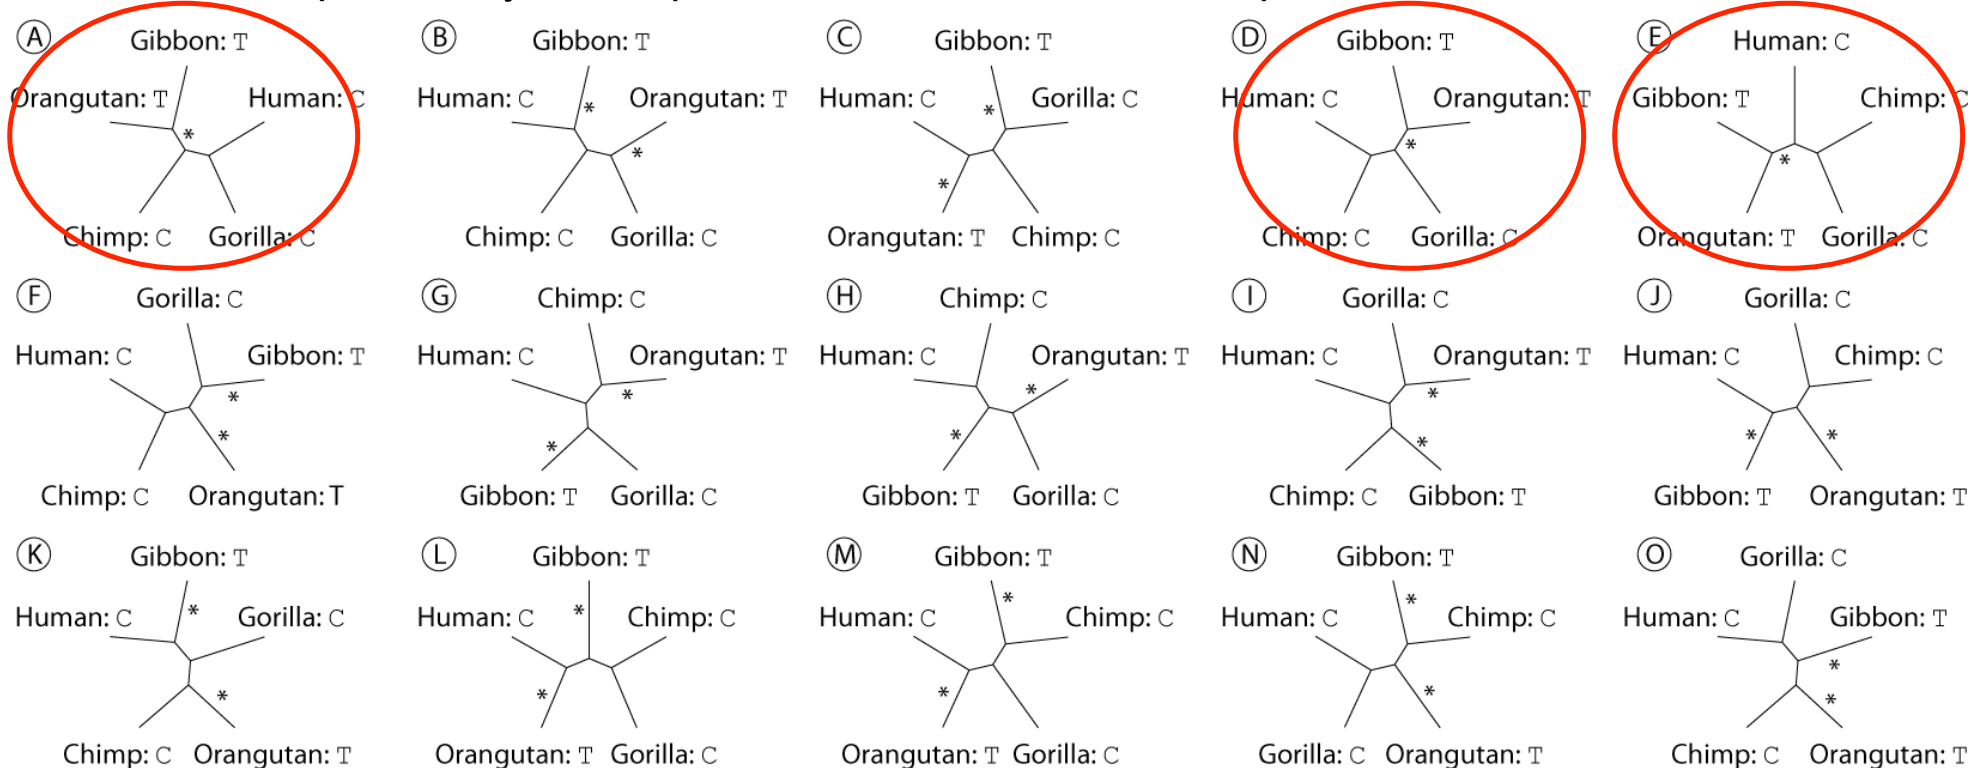 A Gibbon: T B Gibbon: T C Gibbon: T D Gibbon: T E Human: C
Orangutan: T Human: C Human: C Orangutan: T Human: C Gorilla: C Human: C Orangutan: T Gibbon: T Chimp: C
* * * * * * *
Chimp: C Gorilla: C Chimp: C Gorilla: C Orangutan: T Chimp: C Chimp: C Gorilla: C Orangutan: T Gorilla: C
F Gorilla: C G Chimp: C H Chimp: C I Gorilla: C J Gorilla: C
Human: C Gibbon: T Human: C Orangutan: T Human: C Orangutan: T Human: C Orangutan: T Human: C Chimp: C
* * * * * * * * * *
Chimp: C Orangutan: T Gibbon: T Gorilla: C Gibbon: T Gorilla: C Chimp: C Gibbon: T Gibbon: T Orangutan: T
K Gibbon: T L Gibbon: T M Gibbon: T N Gibbon: T O Gorilla: C
Human: C Gorilla: C Human: C Chimp: C Human: C Chimp: C Human: C Chimp: C Human: C Gibbon: T
* * * * * * * * * *
Chimp: C Orangutan: T Orangutan: T Gorilla: C Orangutan: T Gorilla: C Gorilla: C Orangutan: T Chimp: C Orangutan: T